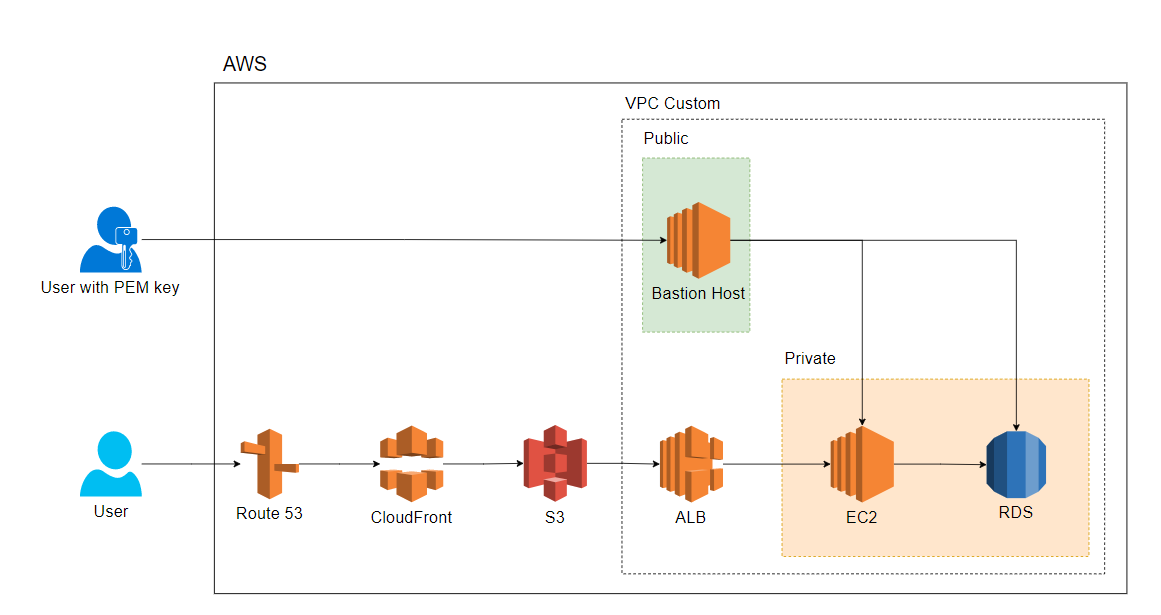 AWS
VPC Custom
Public
User with PEM key
Bastion Host
Private
User
Route 53
CloudFront
S3
ALB
EC2
RDS